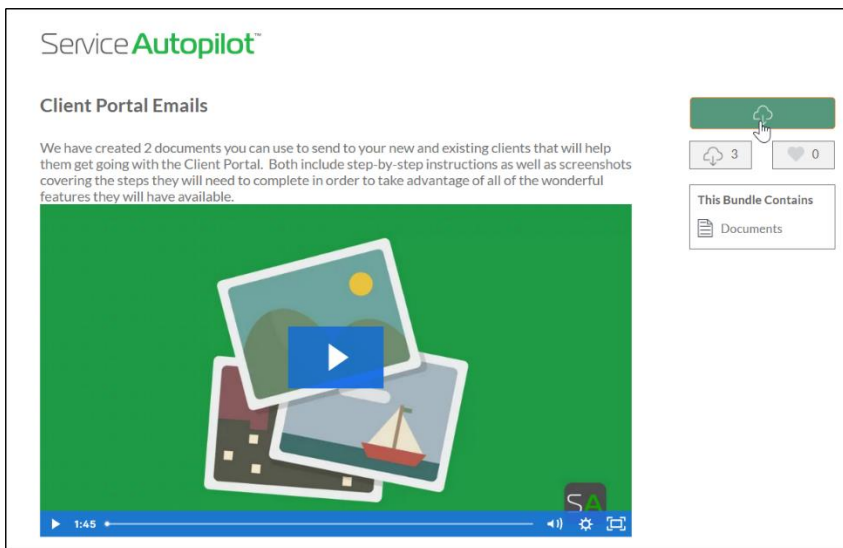 Service Autopilot™
Client Portal Emails
We have created 2 documents you can use to send to your new and existing clients that will help
them get going with the Client Portal. Both include step-by-step instructions as well as screenshots
covering the steps they will need to complete in order to take advantage of all of the wonderful
features they will have available.
3
0
This Bundle Contains
Documents
SA
1:45